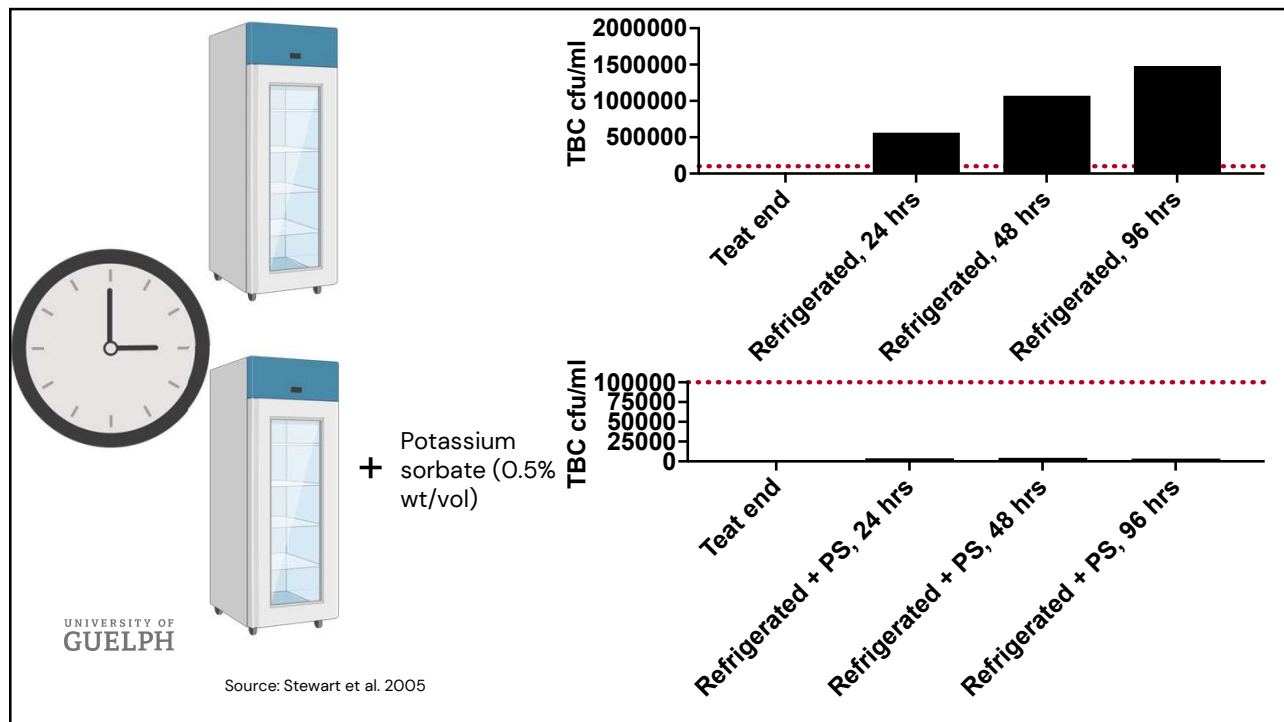 2000000
1500000
1000000
500000
0
TBC cfu/ml
Teat end
Refrigerated, 24 hrs
Refrigerated, 48 hrs
Refrigerated, 96 hrs
+
Potassium
sorbate (0.5%
wt/vol)
100000
75000
50000
25000
0
TBC cfu/ml
Teat end
Refrigerated + PS, 24 hrs
Refrigerated + PS, 48 hrs
Refrigerated + PS, 96 hrs
UNIVERSITY OF
GUELPH
Source: Stewart et al. 2005